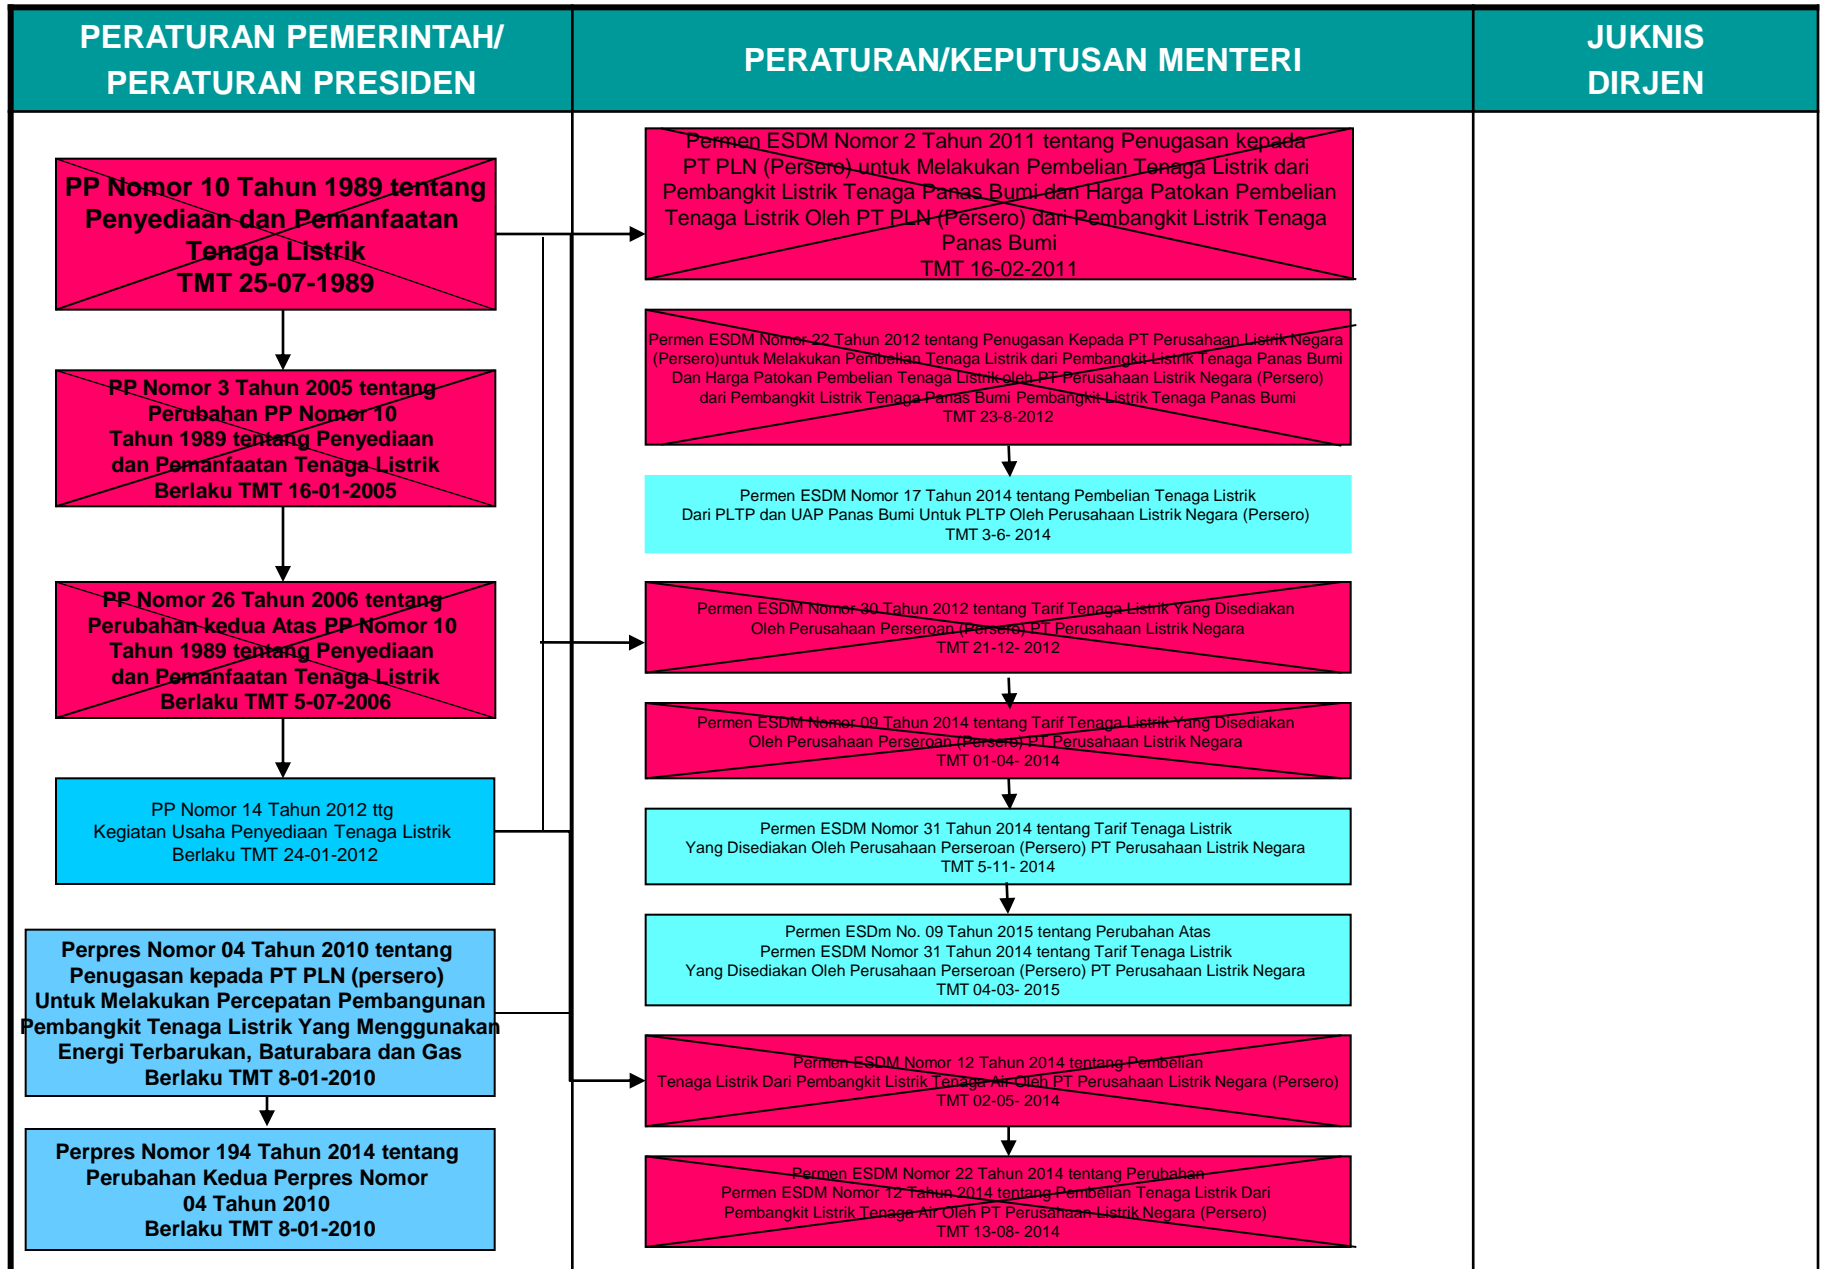 PERATURAN PEMERINTAH/
PERATURAN PRESIDEN
PERATURAN/KEPUTUSAN MENTERI
JUKNIS
DIRJEN
PP Nomor 10 Tahun 1989 tentang
Penyediaan dan Pemanfaatan
Tenaga Listrik
TMT 25-07-1989
PP Nomor 3 Tahun 2005 tentang
Perubahan PP Nomor 10
Tahun 1989 tentang Penyediaan
dan Pemanfaatan Tenaga Listrik
Berlaku TMT 16-01-2005
PP Nomor 26 Tahun 2006 tentang
Perubahan kedua Atas PP Nomor 10
Tahun 1989 tentang Penyediaan
dan Pemanfaatan Tenaga Listrik
Berlaku TMT 5-07-2006
PP Nomor 14 Tahun 2012 ttg
Kegiatan Usaha Penyediaan Tenaga Listrik
Berlaku TMT 24-01-2012
Perpres Nomor 04 Tahun 2010 tentang
Penugasan kepada PT PLN (persero)
Untuk Melakukan Percepatan Pembangunan
Pembangkit Tenaga Listrik Yang Menggunakan
Energi Terbarukan, Baturabara dan Gas
Berlaku TMT 8-01-2010
Perpres Nomor 194 Tahun 2014 tentang
Perubahan Kedua Perpres Nomor
04 Tahun 2010
Berlaku TMT 8-01-2010
Permen ESDM Nomor 2 Tahun 2011 tentang Penugasan kepada
PT PLN (Persero) untuk Melakukan Pembelian Tenaga Listrik dari
Pembangkit Listrik Tenaga Panas Bumi dan Harga Patokan Pembelian
Tenaga Listrik Oleh PT PLN (Persero) dari Pembangkit Listrik Tenaga
Panas Bumi
TMT 16-02-2011
Permen ESDM Nomor 22 Tahun 2012 tentang Penugasan Kepada PT Perusahaan Listrik Negara
(Persero)untuk Melakukan Pembelian Tenaga Listrik dari Pembangkit Listrik Tenaga Panas Bumi
Dan Harga Patokan Pembelian Tenaga Listrik oleh PT Perusahaan Listrik Negara (Persero)
dari Pembangkit Listrik Tenaga Panas Bumi Pembangkit Listrik Tenaga Panas Bumi
TMT 23-8-2012
Permen ESDM Nomor 17 Tahun 2014 tentang Pembelian Tenaga Listrik
Dari PLTP dan UAP Panas Bumi Untuk PLTP Oleh Perusahaan Listrik Negara (Persero)
TMT 3-6- 2014
Permen ESDM Nomor 30 Tahun 2012 tentang Tarif Tenaga Listrik Yang Disediakan
Oleh Perusahaan Perseroan (Persero) PT Perusahaan Listrik Negara
TMT 21-12- 2012
Permen ESDM Nomor 09 Tahun 2014 tentang Tarif Tenaga Listrik Yang Disediakan
Oleh Perusahaan Perseroan (Persero) PT Perusahaan Listrik Negara
TMT 01-04- 2014
Permen ESDM Nomor 31 Tahun 2014 tentang Tarif Tenaga Listrik
Yang Disediakan Oleh Perusahaan Perseroan (Persero) PT Perusahaan Listrik Negara
TMT 5-11- 2014
Permen ESDm No. 09 Tahun 2015 tentang Perubahan Atas
Permen ESDM Nomor 31 Tahun 2014 tentang Tarif Tenaga Listrik
Yang Disediakan Oleh Perusahaan Perseroan (Persero) PT Perusahaan Listrik Negara
TMT 04-03- 2015
Permen ESDM Nomor 12 Tahun 2014 tentang Pembelian
Tenaga Listrik Dari Pembangkit Listrik Tenaga Air Oleh PT Perusahaan Listrik Negara (Persero)
TMT 02-05- 2014
Permen ESDM Nomor 22 Tahun 2014 tentang Perubahan
Permen ESDM Nomor 12 Tahun 2014 tentang Pembelian Tenaga Listrik Dari
Pembangkit Listrik Tenaga Air Oleh PT Perusahaan Listrik Negara (Persero)
TMT 13-08- 2014